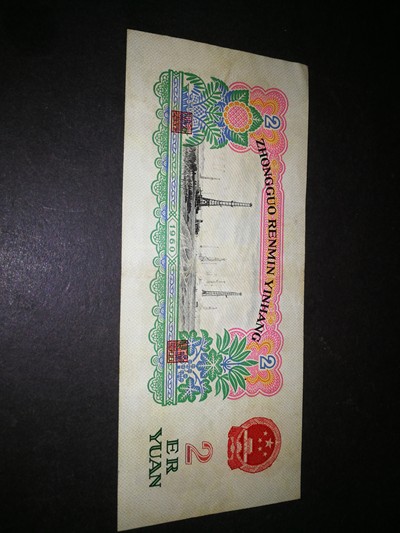 2
ZHONGGUO RENMIN YINHANG
2
1960
2
ER
YUAN